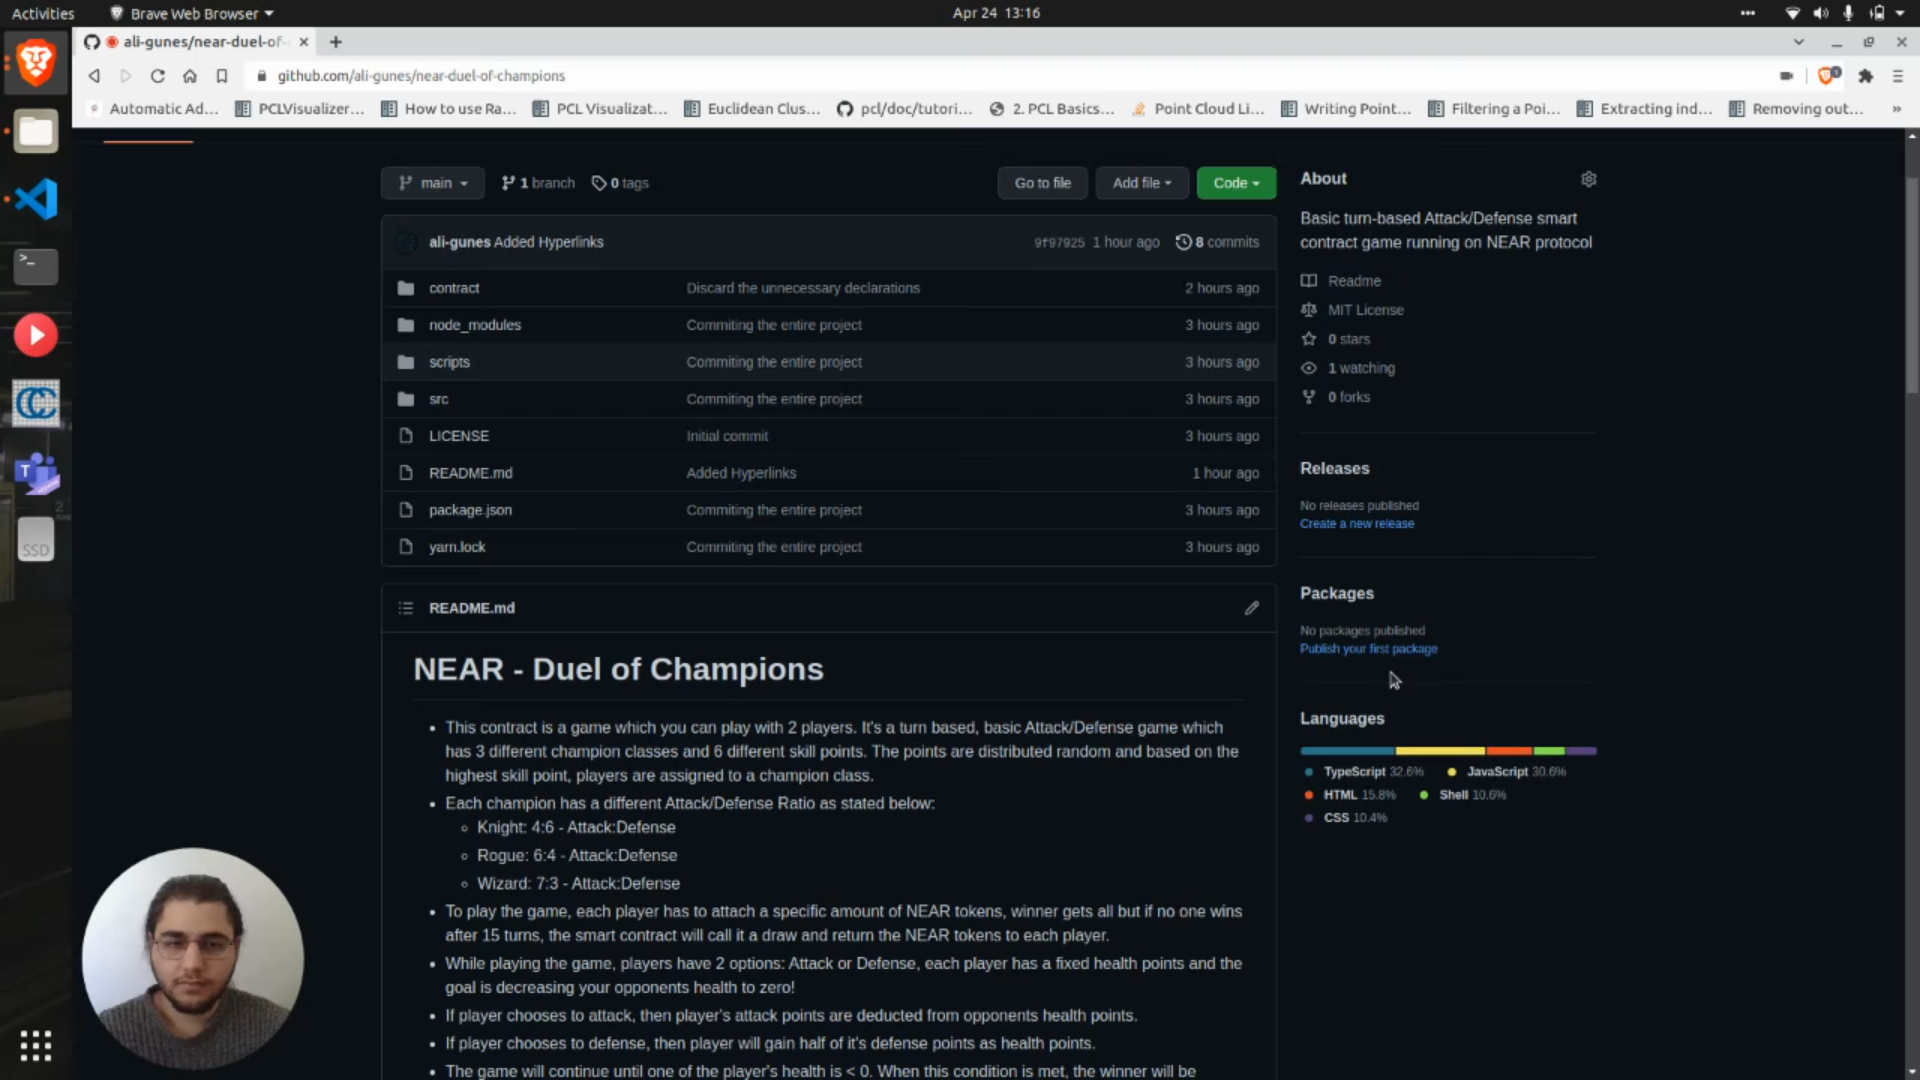 Activities
Brave Web Browser
Apr 24 13:16
ali-gunes/near-duel-of-
github.com/ali-gunes/near-duel-of-champions
Automatic Ad...
PCLVisualizer...
How to use Ra...
PCL Visualizat...
Euclidean Clus...
pcl/doc/tutori...
2. PCL Basics...
Point Cloud Li...
Writing Point...
Filtering a Poi...
Extracting ind...
Removing out...
main
1 branch
0 tags
Go to file
Add file
Code
ali-gunes Added Hyperlinks
9f97925 1 hour ago
8 commits
contract
Discard the unnecessary declarations
2 hours ago
node_modules
Commiting the entire project
3 hours ago
scripts
Commiting the entire project
3 hours ago
src
Commiting the entire project
3 hours ago
LICENSE
Initial commit
3 hours ago
README.md
Added Hyperlinks
1 hour ago
package.json
Commiting the entire project
3 hours ago
yarn.lock
Commiting the entire project
3 hours ago
README.md
NEAR - Duel of Champions
• This contract is a game which you can play with 2 players. It's a turn based, basic Attack/Defense game which
has 3 different champion classes and 6 different skill points. The points are distributed random and based on the
highest skill point, players are assigned to a champion class.
• Each champion has a different Attack/Defense Ratio as stated below:
◦ Knight: 4:6 - Attack:Defense
◦ Rogue: 6:4 - Attack:Defense
◦ Wizard: 7:3 - Attack:Defense
• To play the game, each player has to attach a specific amount of NEAR tokens, winner gets all but if no one wins
after 15 turns, the smart contract will call it a draw and return the NEAR tokens to each player.
• While playing the game, players have 2 options: Attack or Defense, each player has a fixed health points and the
goal is decreasing your opponents health to zero!
• If player chooses to attack, then player's attack points are deducted from opponents health points.
• If player chooses to defense, then player will gain half of it's defense points as health points.
• The game will continue until one of the player's health is < 0. When this condition is met, the winner will be
About
Basic turn-based Attack/Defense smart
contract game running on NEAR protocol
Readme
MIT License
0 stars
1 watching
0 forks
Releases
No releases published
Create a new release
Packages
No packages published
Publish your first package
Languages
TypeScript 32.6%
JavaScript 30.6%
HTML 15.8%
Shell 10.6%
CSS 10.4%
SSD